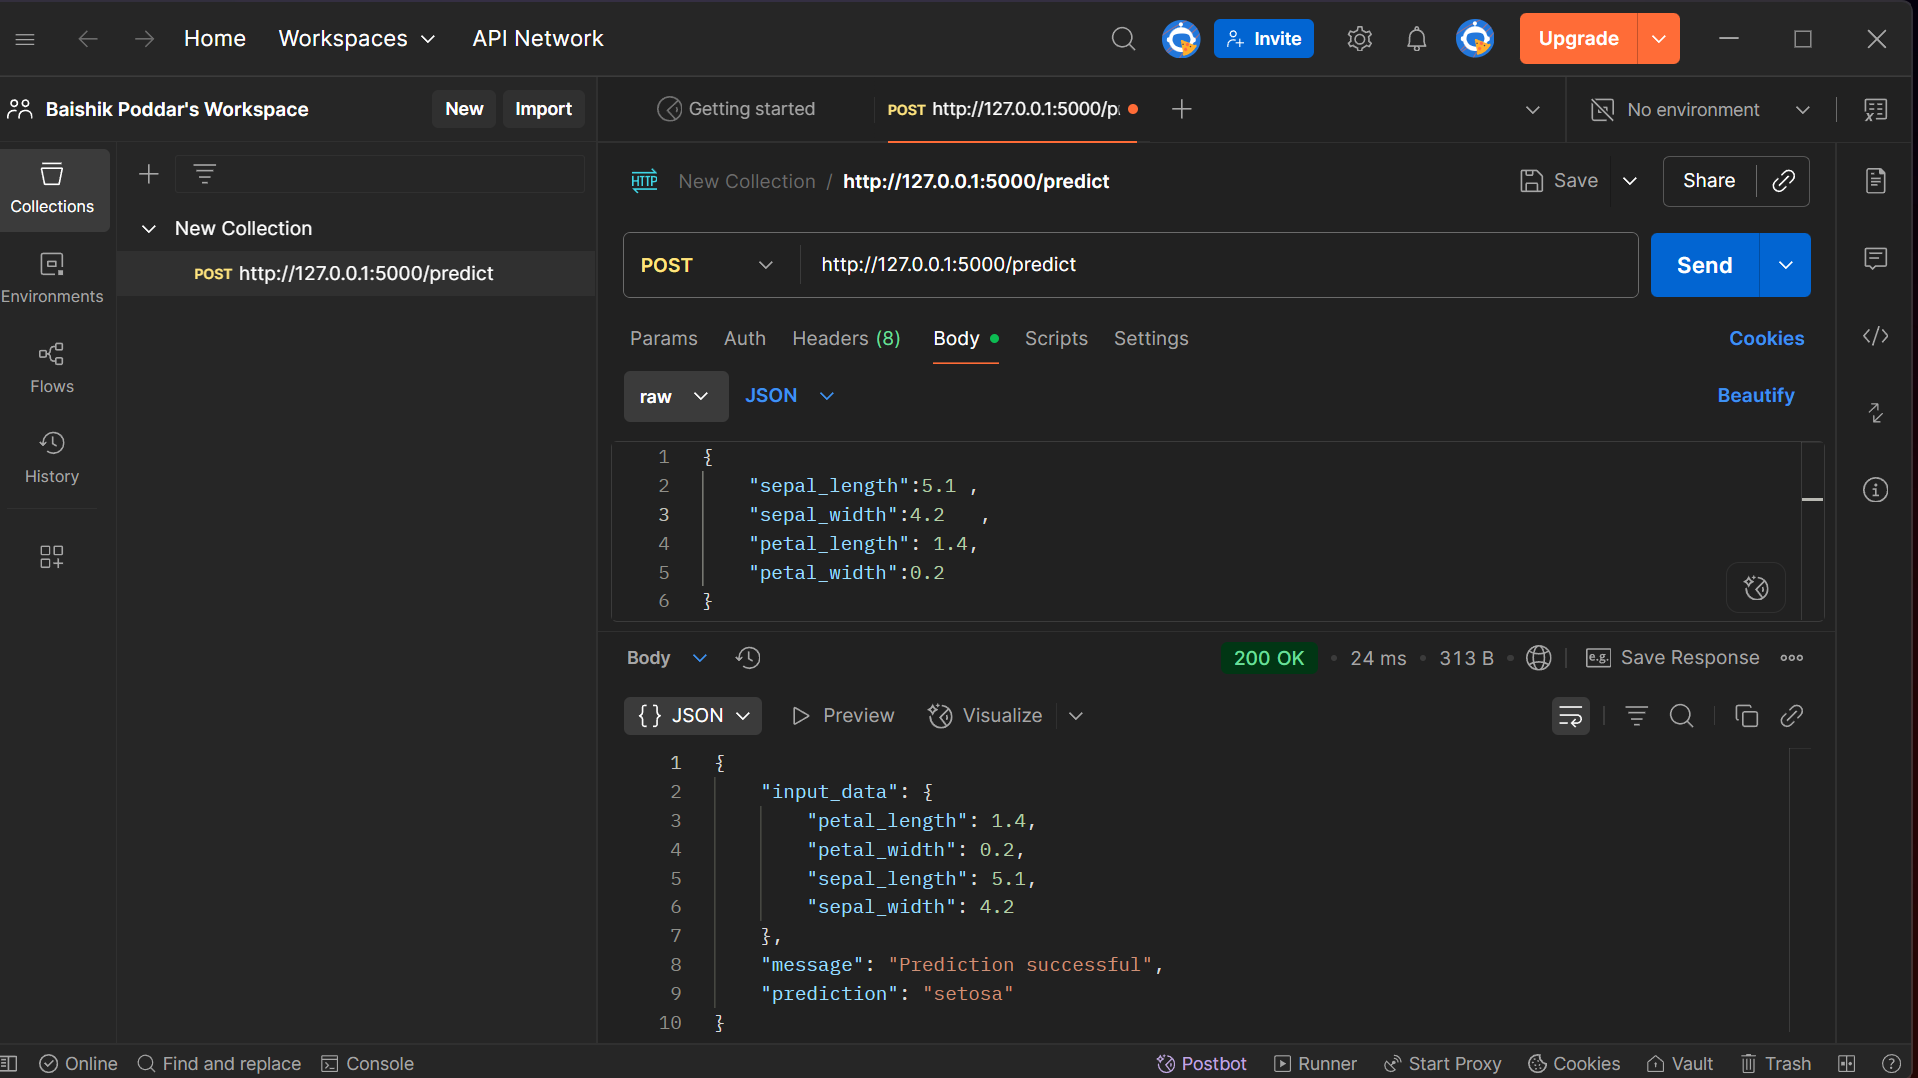 Home Workspaces API Network Invite Upgrade
Baishik Poddar's Workspace New Import
Getting started POST http://127.0.0.1:5000/p No environment
Collections
Environments
Flows
History
New Collection
POST http://127.0.0.1:5000/predict
HTTP New Collection / http://127.0.0.1:5000/predict Save Share
POST http://127.0.0.1:5000/predict Send
Params Auth Headers (8) Body Scripts Settings Cookies
raw JSON Beautify
1 {
2 "sepal_length":5.1 ,
3 "sepal_width":4.2   ,
4 "petal_length": 1.4,
5 "petal_width":0.2
6 }
Body 200 OK • 24 ms • 313 B • e.g. Save Response
{} JSON Preview Visualize
1 {
2 "input_data": {
3 "petal_length": 1.4,
4 "petal_width": 0.2,
5 "sepal_length": 5.1,
6 "sepal_width": 4.2
7 },
8 "message": "Prediction successful",
9 "prediction": "setosa"
10 }
Online Find and replace Console Postbot Runner Start Proxy Cookies Vault Trash